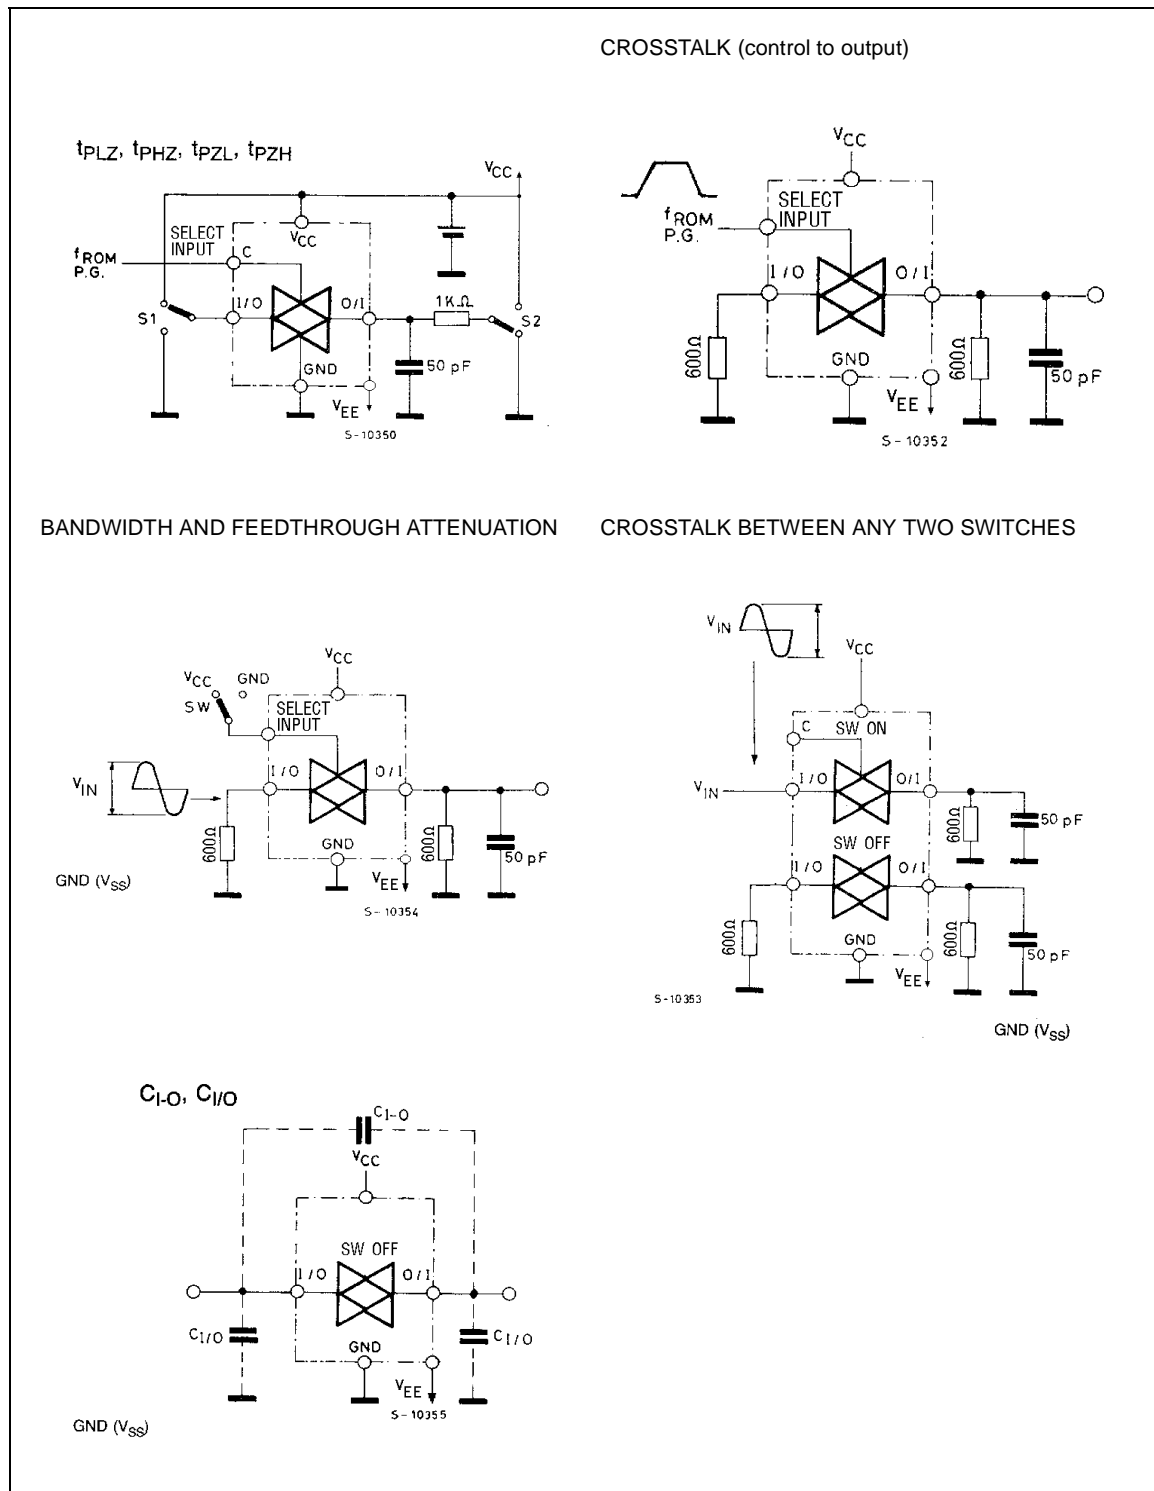 CROSSTALK (control to output)
tPLZ, tPHZ, tPZL, tPZH
VCC
SELECT
INPUT
VCC
fROM
P.G.
C
I/O
O/I
1KΩ
S1
S2
GND
50 pF
VEE
S-10350
VCC
SELECT
INPUT
fROM
P.G.
I/O
O/I
600Ω
GND
600Ω
50 pF
VEE
S-10352
BANDWIDTH AND FEEDTHROUGH ATTENUATION
CROSSTALK BETWEEN ANY TWO SWITCHES
VCC
VCC
GND
SW
SELECT
INPUT
I/O
O/I
VIN
600Ω
GND
600Ω
50 pF
GND (VSS)
VEE
S-10354
VIN
VCC
C
SW ON
I/O
O/I
VIN
600Ω
50 pF
SW OFF
I/O
O/I
600Ω
GND
600Ω
50 pF
VEE
S-10353
GND (VSS)
CI-O, CI/O
CI-O
VCC
SW OFF
I/O
O/I
CI/O
GND
CI/O
VEE
S-10355
GND (VSS)